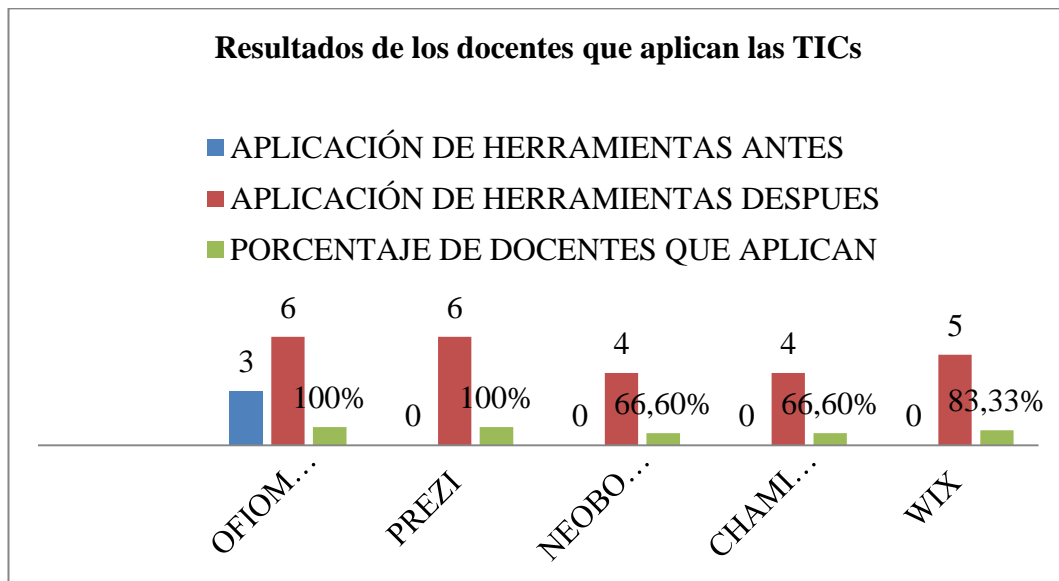 Resultados de los docentes que aplican las TICs
APLICACIÓN DE HERRAMIENTAS ANTES
APLICACIÓN DE HERRAMIENTAS DESPUES
PORCENTAJE DE DOCENTES QUE APLICAN
3 6 100% 0 6 100% 0 4 66,60% 0 4 66,60% 0 5 83,33%
OFIOM… PREZI NEOBO… CHAMI… WIX